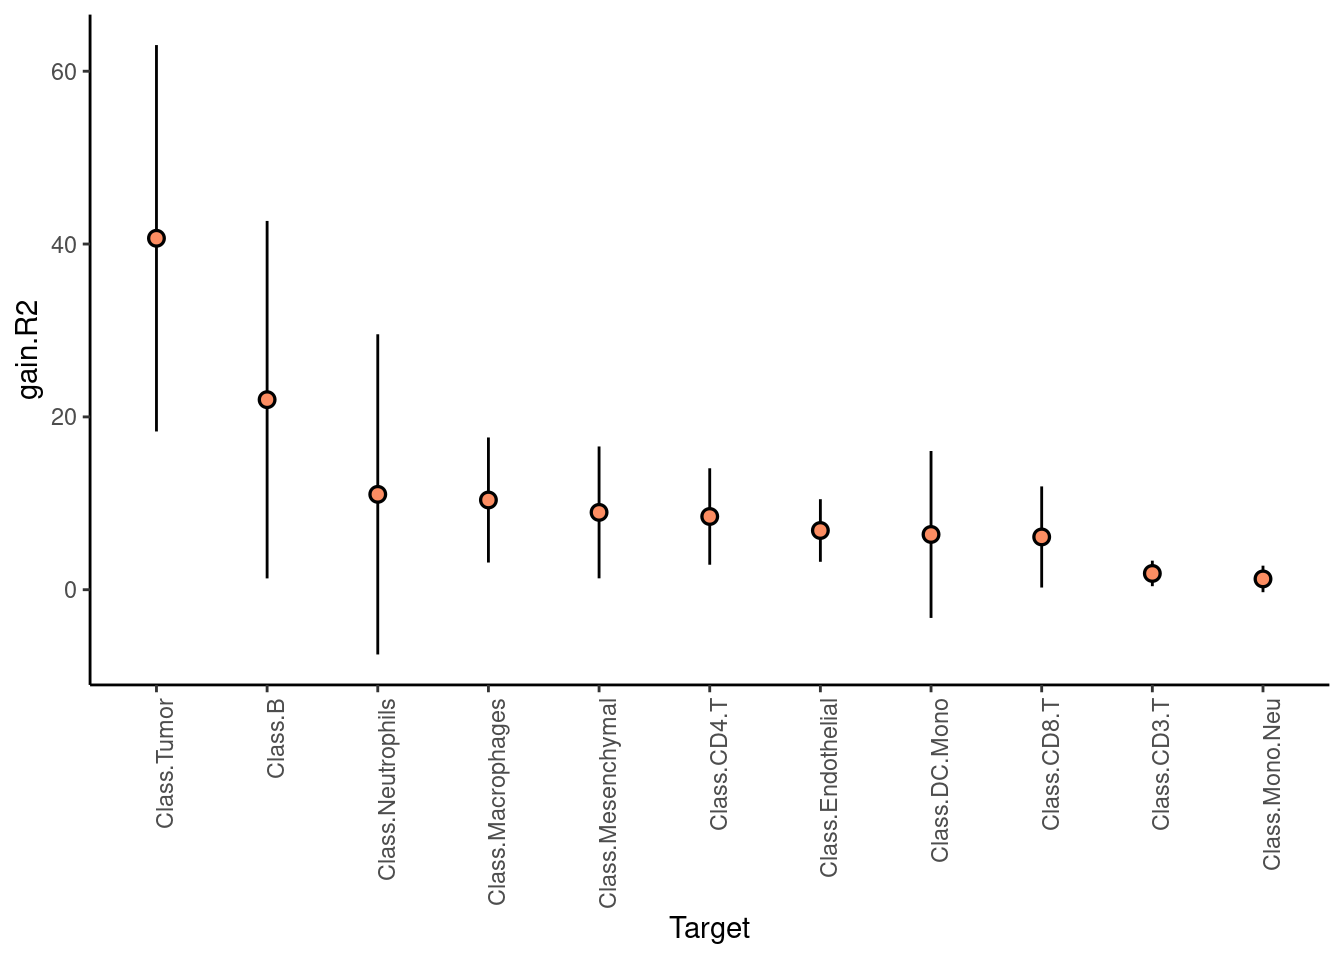 gain.R2
60
40
20
0
Class.Tumor
Class.B
Class.Neutrophils
Class.Macrophages
Class.Mesenchymal
Class.CD4.T
Class.Endothelial
Class.DC.Mono
Class.CD8.T
Class.CD3.T
Class.Mono.Neu
Target